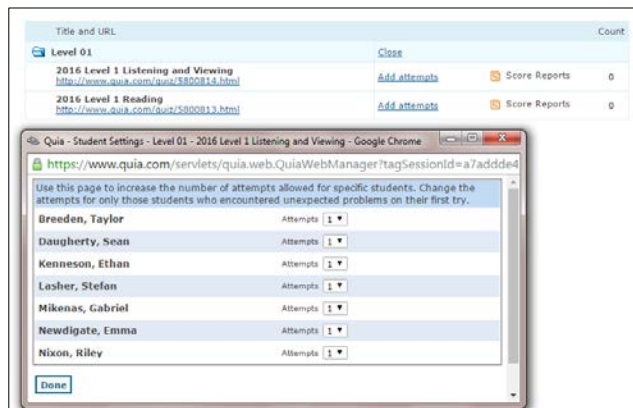 Title and URL Count
Level 01 Close
2016 Level 1 Listening and Viewing
http://www.quia.com/quiz/5800814.html Add attempts Score Reports 0
2016 Level 1 Reading
http://www.quia.com/quiz/5800813.html Add attempts Score Reports 0
Quia - Student Settings - Level 01 - 2016 Level 1 Listening and Viewing - Google Chrome
https://www.quia.com/servlets/quia.web.QuiaWebManager?tagSessionId=a7addde4
Use this page to increase the number of attempts allowed for specific students. Change the
attempts for only those students who encountered unexpected problems on their first try.
Breeden, Taylor Attempts 1
Daugherty, Sean Attempts 1
Kenneson, Ethan Attempts 1
Lasher, Stefan Attempts 1
Mikenas, Gabriel Attempts 1
Newdigate, Emma Attempts 1
Nixon, Riley Attempts 1
Done